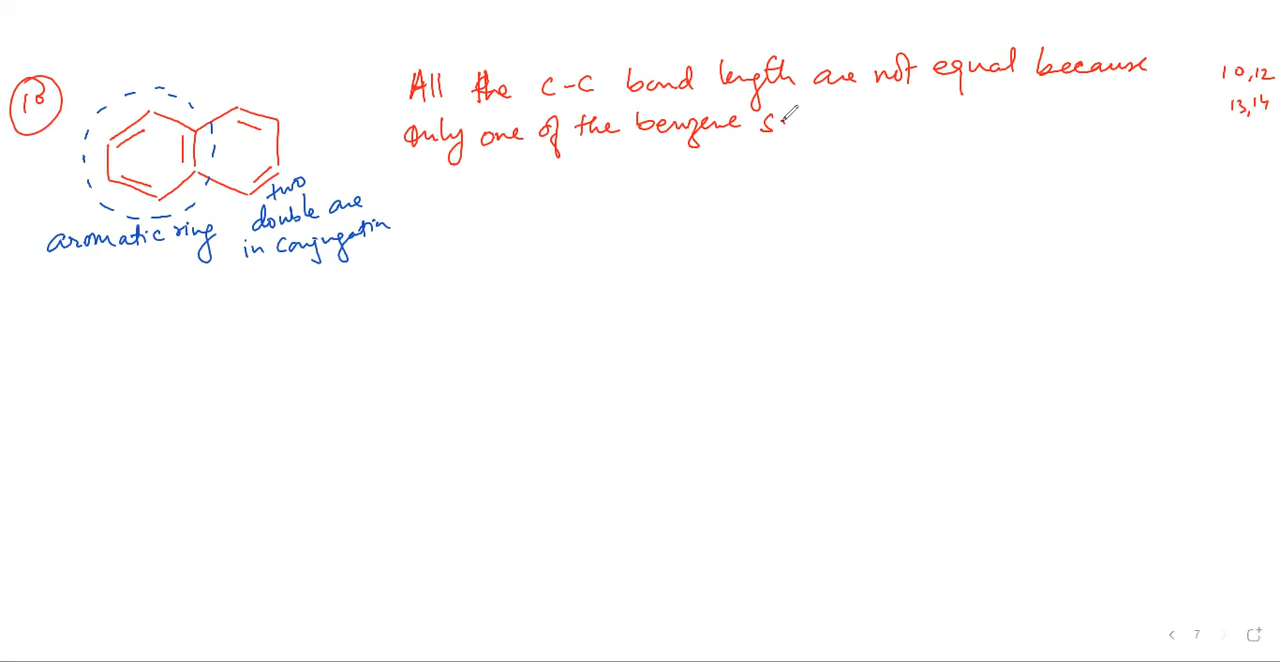 18
All the C-C bond length are not equal because
only one of the benzene s
10,12
13,14
aromatic ring
two
double are
in conjugation
7